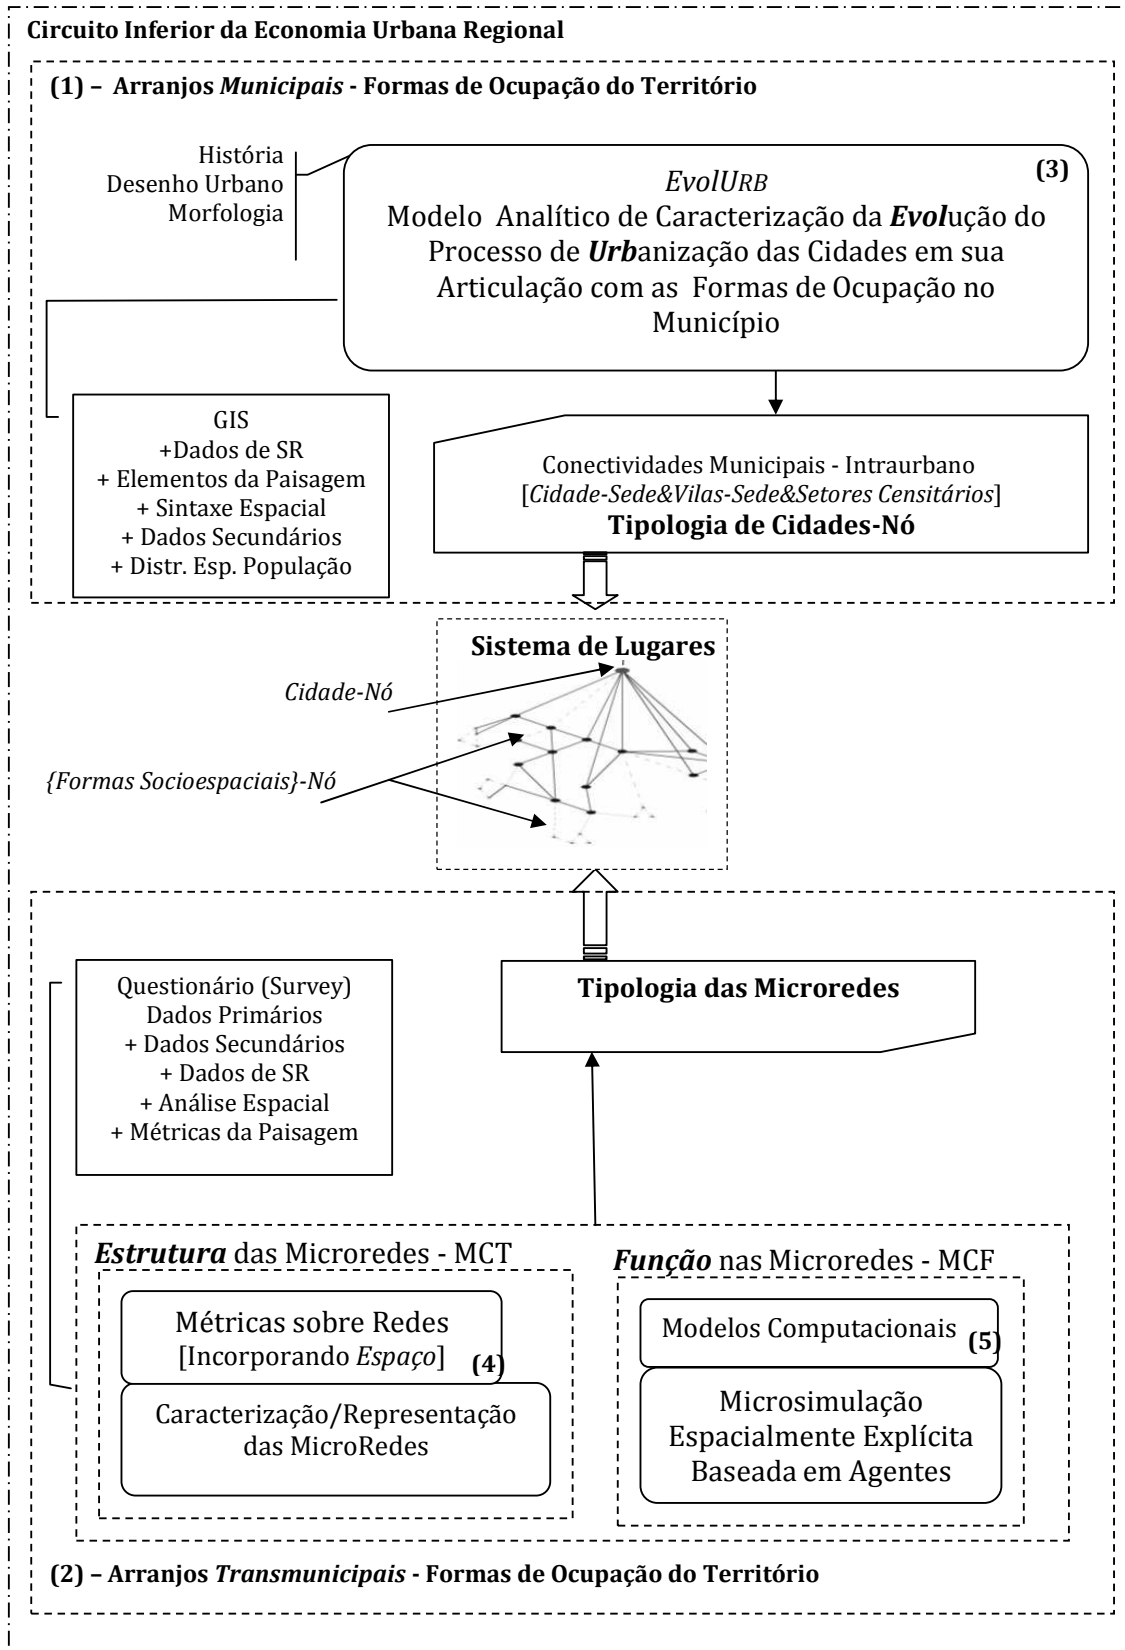 Circuito Inferior da Economia Urbana Regional
(1) – Arranjos Municipais - Formas de Ocupação do Território
História
Desenho Urbano
Morfologia
(3)
EvolURB
Modelo Analítico de Caracterização da Evolução do
Processo de Urbanização das Cidades em sua
Articulação com as Formas de Ocupação no
Município
GIS
+Dados de SR
+ Elementos da Paisagem
+ Sintaxe Espacial
+ Dados Secundários
+ Distr. Esp. População
Conectividades Municipais - Intraurbano
[Cidade-Sede&Vilas-Sede&Setores Censitários]
Tipologia de Cidades-Nó
Sistema de Lugares
Cidade-Nó
{Formas Socioespaciais}-Nó
Questionário (Survey)
Dados Primários
+ Dados Secundários
+ Dados de SR
+ Análise Espacial
+ Métricas da Paisagem
Tipologia das Microredes
Estrutura das Microredes - MCT
Métricas sobre Redes
[Incorporando Espaço]
(4)
Caracterização/Representação
das MicroRedes
Função nas Microredes - MCF
Modelos Computacionais
(5)
Microsimulação
Espacialmente Explícita
Baseada em Agentes
(2) – Arranjos Transmunicipais - Formas de Ocupação do Território